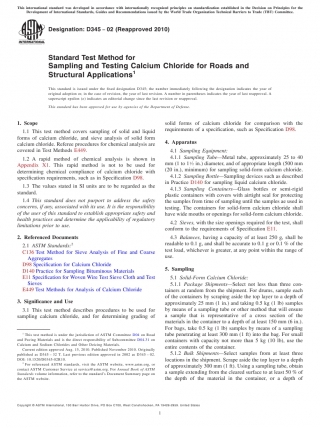 This international standard was developed in accordance with internationally recognized principles on standardization established in the Decision on Principles for the
Development of International Standards, Guides and Recommendations issued by the World Trade Organization Technical Barriers to Trade (TBT) Committee.
Designation: D345 - 02 (Reapproved 2010)
INTERNATIONAL
Standard Test Method for
Sampling and Testing Calcium Chloride for Roads and
Structural Applications1
This standard is issued under the fixed designation D345; the number immediately following the designation indicates the year of
original adoption or, in the case of revision, the year of last revision. A number in parentheses indicates the year of last reapproval. A
superscript epsilon (ε) indicates an editorial change since the last revision or reapproval.
This standard has been approved for use by agencies of the Department of Defense.
1. Scope
1.1 This test method covers sampling of solid and liquid
forms of calcium chloride, and sieve analysis of solid form
calcium chloride. Referee procedures for chemical analysis are
covered in Test Methods E449.
1.2 A rapid method of chemical analysis is shown in
Appendix X1. This rapid method is not to be used for
determining chemical compliance of calcium chloride with
specification requirements, such as in Specification D98.
1.3 The values stated in SI units are to be regarded as the
standard.
1.4 This standard does not purport to address the safety
concerns, if any, associated with its use. It is the responsibility
of the user of this standard to establish appropriate safety and
health practices and determine the applicability of regulatory
limitations prior to use.
2. Referenced Documents
2.1 ASTM Standards:2
C136 Test Method for Sieve Analysis of Fine and Coarse
Aggregates
D98 Specification for Calcium Chloride
D140 Practice for Sampling Bituminous Materials
E11 Specification for Woven Wire Test Sieve Cloth and Test
Sieves
E449 Test Methods for Analysis of Calcium Chloride
3. Significance and Use
3.1 This test method describes procedures to be used for
sampling calcium chloride, and for determining grading of
1 This test method is under the jurisdiction of ASTM Committee D04 on Road
and Paving Materials and is the direct responsibility of Subcommittee D04.31 on
Calcium and Sodium Chlorides and Other Deicing Materials.
Current edition approved Aug. 15, 2010. Published November 2010. Originally
published as D345 – 32 T. Last previous edition approved in 2002 as D345 – 02.
DOI: 10.1520/D0345-02R10.
2 For referenced ASTM standards, visit the ASTM website, www.astm.org, or
contact ASTM Customer Service at service@astm.org. For Annual Book of ASTM
Standards volume information, refer to the standard's Document Summary page on
the ASTM website.
solid forms of calcium chloride for comparison with the
requirements of a specification, such as Specification D98.
4. Apparatus
4.1 Sampling Equipment:
4.1.1 Sampling Tube—Metal tube, approximately 25 to 40
mm (1 to 1½ in.) diameter, and of appropriate length (500 mm
(20 in.), minimum) for sampling solid-form calcium chloride.
4.1.2 Sampling Bottle—Sampling devices such as described
in Practice D140 for sampling liquid calcium chloride.
4.1.3 Sampling Containers—Glass bottles or semi-rigid
plastic containers with covers with airtight seal for protecting
the samples from time of sampling until the samples are used in
testing. The containers for solid-form calcium chloride shall
have wide mouths or openings for solid-form calcium chloride.
4.2 Sieves, with the size openings required for the test, shall
conform to the requirements of Specification E11.
4.3 Balances, having a capacity of at least 250 g, shall be
readable to 0.1 g, and shall be accurate to 0.1 g or 0.1 % of the
test load, whichever is greater, at any point within the range of
use.
5. Sampling
5.1 Solid-Form Calcium Chloride:
5.1.1 Package Shipments—Select not less than three con-
tainers at random from the shipment. For drums, sample each
of the containers by scraping aside the top layer to a depth of
approximately 25 mm (1 in.) and taking 0.5 kg (1 lb) samples
by means of a sampling tube or other method that will ensure
that a sample is representative of a cross section of the
materials in the container to a depth of at least 150 mm (6 in.).
For bags, take 0.5 kg (1 lb) samples by means of a sampling
tube penetrating at least 300 mm (1 ft) into the bag. For small
containers with capacity not more than 5 kg (10 lb), use the
entire contents of the container.
5.1.2 Bulk Shipments—Select samples from at least three
locations in the shipment. Scrape aside the top layer to a depth
of approximately 300 mm (1 ft). Using a sampling tube, obtain
a sample extending from the cleared surface to at least 50 % of
the depth of the material in the container, or a depth of
Copyright © ASTM International, 100 Barr Harbor Drive, PO Box C700, West Conshohocken, PA 19428-2959. United States
1